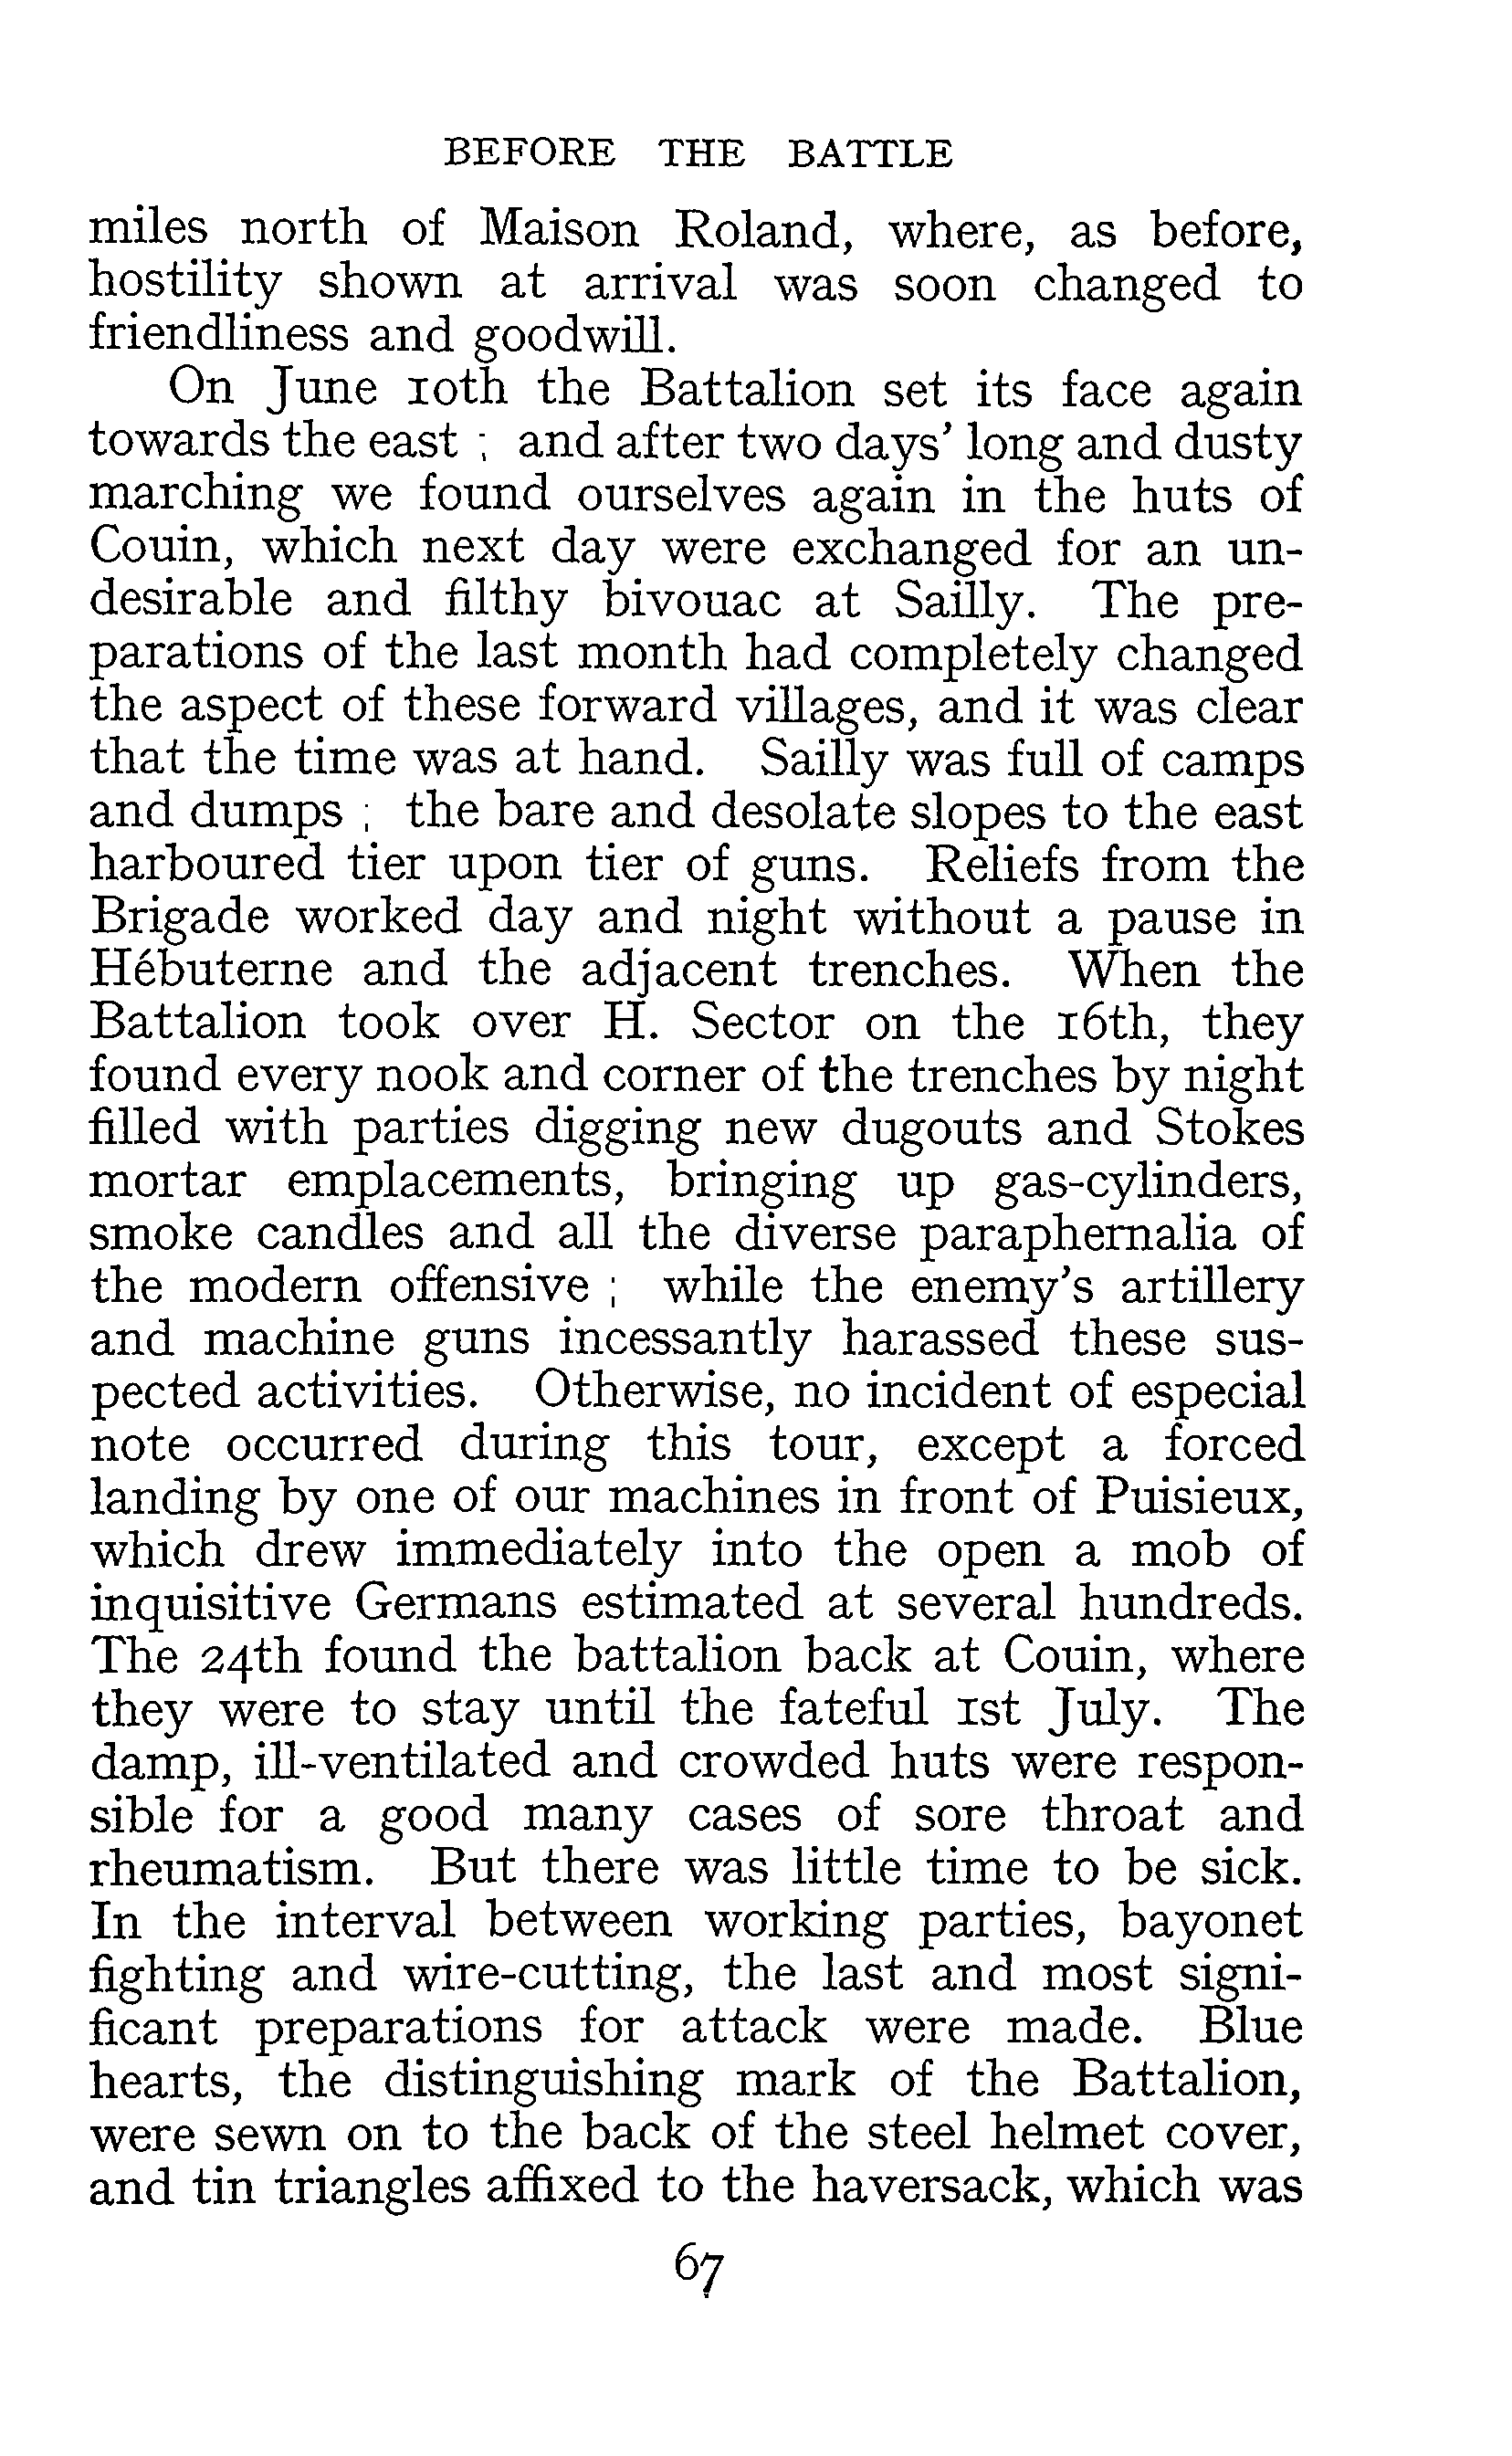 BEFORE THE BATTLE
miles north of Maison Roland, where, as before,
hostility shown at arrival was soon changed to
friendliness and goodwill.
On June 10th the Battalion set its face again
towards the east ; and after two days' long and dusty
marching we found ourselves again in the huts of
Couin, which next day were exchanged for an un-
desirable and filthy bivouac at Sailly. The pre-
parations of the last month had completely changed
the aspect of these forward villages, and it was clear
that the time was at hand. Sailly was full of camps
and dumps ; the bare and desolate slopes to the east
harboured tier upon tier of guns. Reliefs from the
Brigade worked day and night without a pause in
Hébuterne and the adjacent trenches. When the
Battalion took over H. Sector on the 16th, they
found every nook and corner of the trenches by night
filled with parties digging new dugouts and Stokes
mortar emplacements, bringing up gas-cylinders,
smoke candles and all the diverse paraphernalia of
the modern offensive ; while the enemy's artillery
and machine guns incessantly harassed these sus-
pected activities. Otherwise, no incident of especial
note occurred during this tour, except a forced
landing by one of our machines in front of Puisieux,
which drew immediately into the open a mob of
inquisitive Germans estimated at several hundreds.
The 24th found the battalion back at Couin, where
they were to stay until the fateful 1st July. The
damp, ill-ventilated and crowded huts were respon-
sible for a good many cases of sore throat and
rheumatism. But there was little time to be sick.
In the interval between working parties, bayonet
fighting and wire-cutting, the last and most signi-
ficant preparations for attack were made. Blue
hearts, the distinguishing mark of the Battalion,
were sewn on to the back of the steel helmet cover,
and tin triangles affixed to the haversack, which was
67